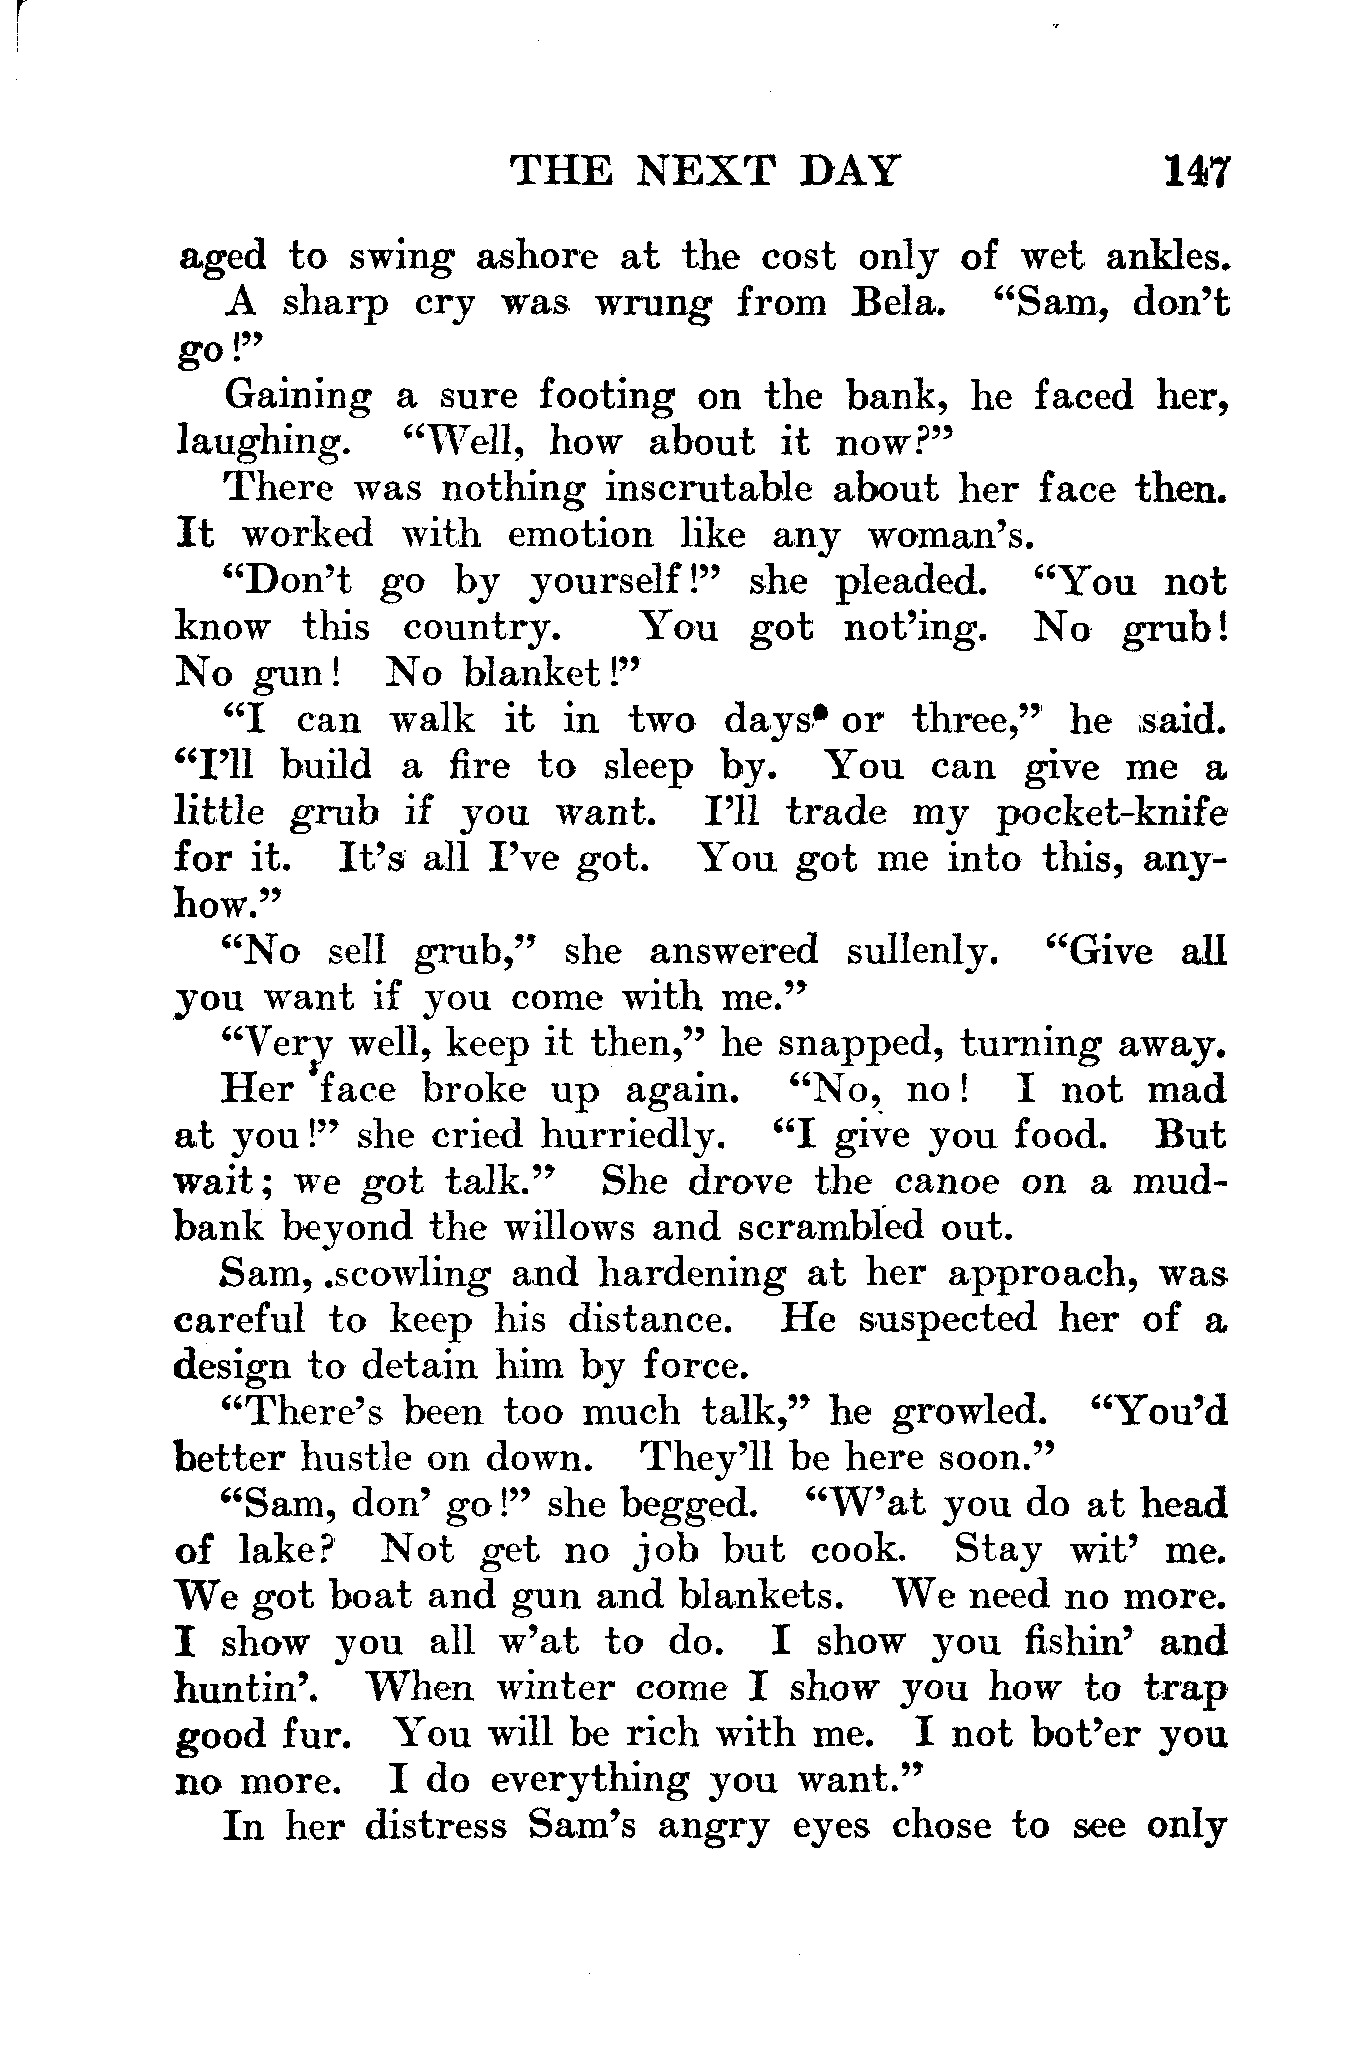 THE NEXT DAY 147
aged to swing ashore at the cost only of wet ankles.
A sharp cry was wrung from Bela. “Sam, don’t
go!”
Gaining a sure footing on the bank, he faced her,
laughing. “Well, how about it now?”
There was nothing inscrutable about her face then.
It worked with emotion like any woman’s.
“Don’t go by yourself!” she pleaded. “You not
know this country. You got not’ing. No grub!
No gun! No blanket!”
“I can walk it in two days or three,” he said.
“I’ll build a fire to sleep by. You can give me a
little grub if you want. I’ll trade my pocket-knife
for it. It’s all I’ve got. You got me into this, any-
how.”
“No sell grub,” she answered sullenly. “Give all
you want if you come with me.”
“Very well, keep it then,” he snapped, turning away.
Her face broke up again. “No, no! I not mad
at you!” she cried hurriedly. “I give you food. But
wait; we got talk.” She drove the canoe on a mud-
bank beyond the willows and scrambled out.
Sam, scowling and hardening at her approach, was
careful to keep his distance. He suspected her of a
design to detain him by force.
“There’s been too much talk,” he growled. “You’d
better hustle on down. They’ll be here soon.”
“Sam, don’ go!” she begged. “W’at you do at head
of lake? Not get no job but cook. Stay wit’ me.
We got boat and gun and blankets. We need no more.
I show you all w’at to do. I show you fishin’ and
huntin’. When winter come I show you how to trap
good fur. You will be rich with me. I not bot’er you
no more. I do everything you want.”
In her distress Sam’s angry eyes chose to see only